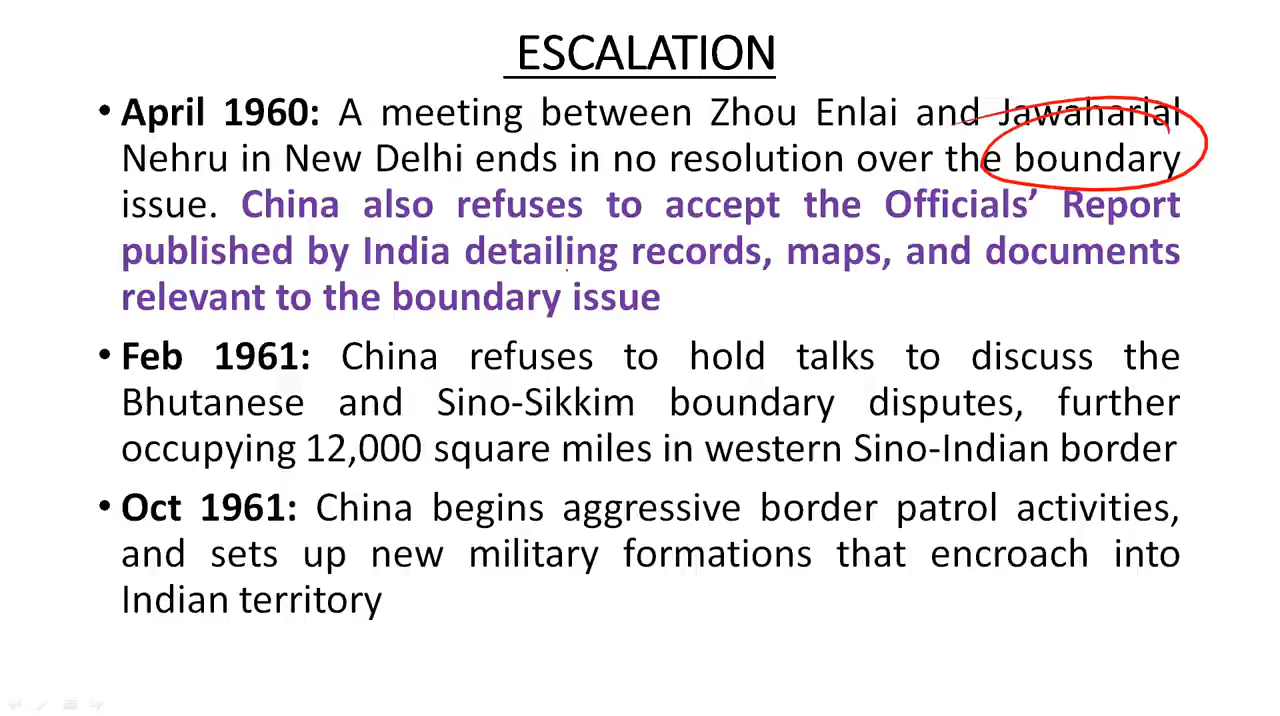 ESCALATION
• April 1960: A meeting between Zhou Enlai and Jawaharlal
Nehru in New Delhi ends in no resolution over the boundary
issue. China also refuses to accept the Officials’ Report
published by India detailing records, maps, and documents
relevant to the boundary issue
• Feb 1961: China refuses to hold talks to discuss the
Bhutanese and Sino-Sikkim boundary disputes, further
occupying 12,000 square miles in western Sino-Indian border
• Oct 1961: China begins aggressive border patrol activities,
and sets up new military formations that encroach into
Indian territory